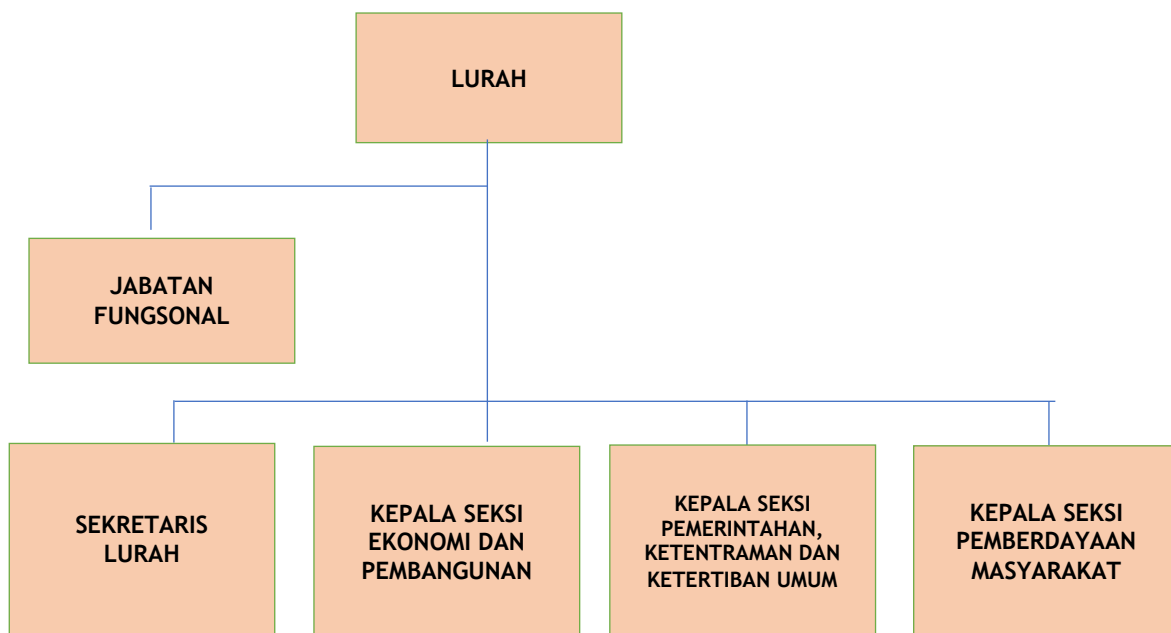 LURAH
JABATAN
FUNGSONAL
SEKRETARIS
LURAH
KEPALA SEKSI
EKONOMI DAN
PEMBANGUNAN
KEPALA SEKSI
PEMERINTAHAN,
KETENTRAMAN DAN
KETERTIBAN UMUM
KEPALA SEKSI
PEMBERDAYAAN
MASYARAKAT